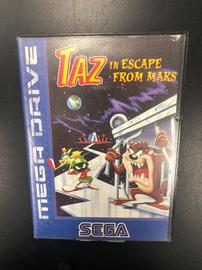 TAZ IN ESCAPE
FROM MARS
MEGA DRIVE
SEGA